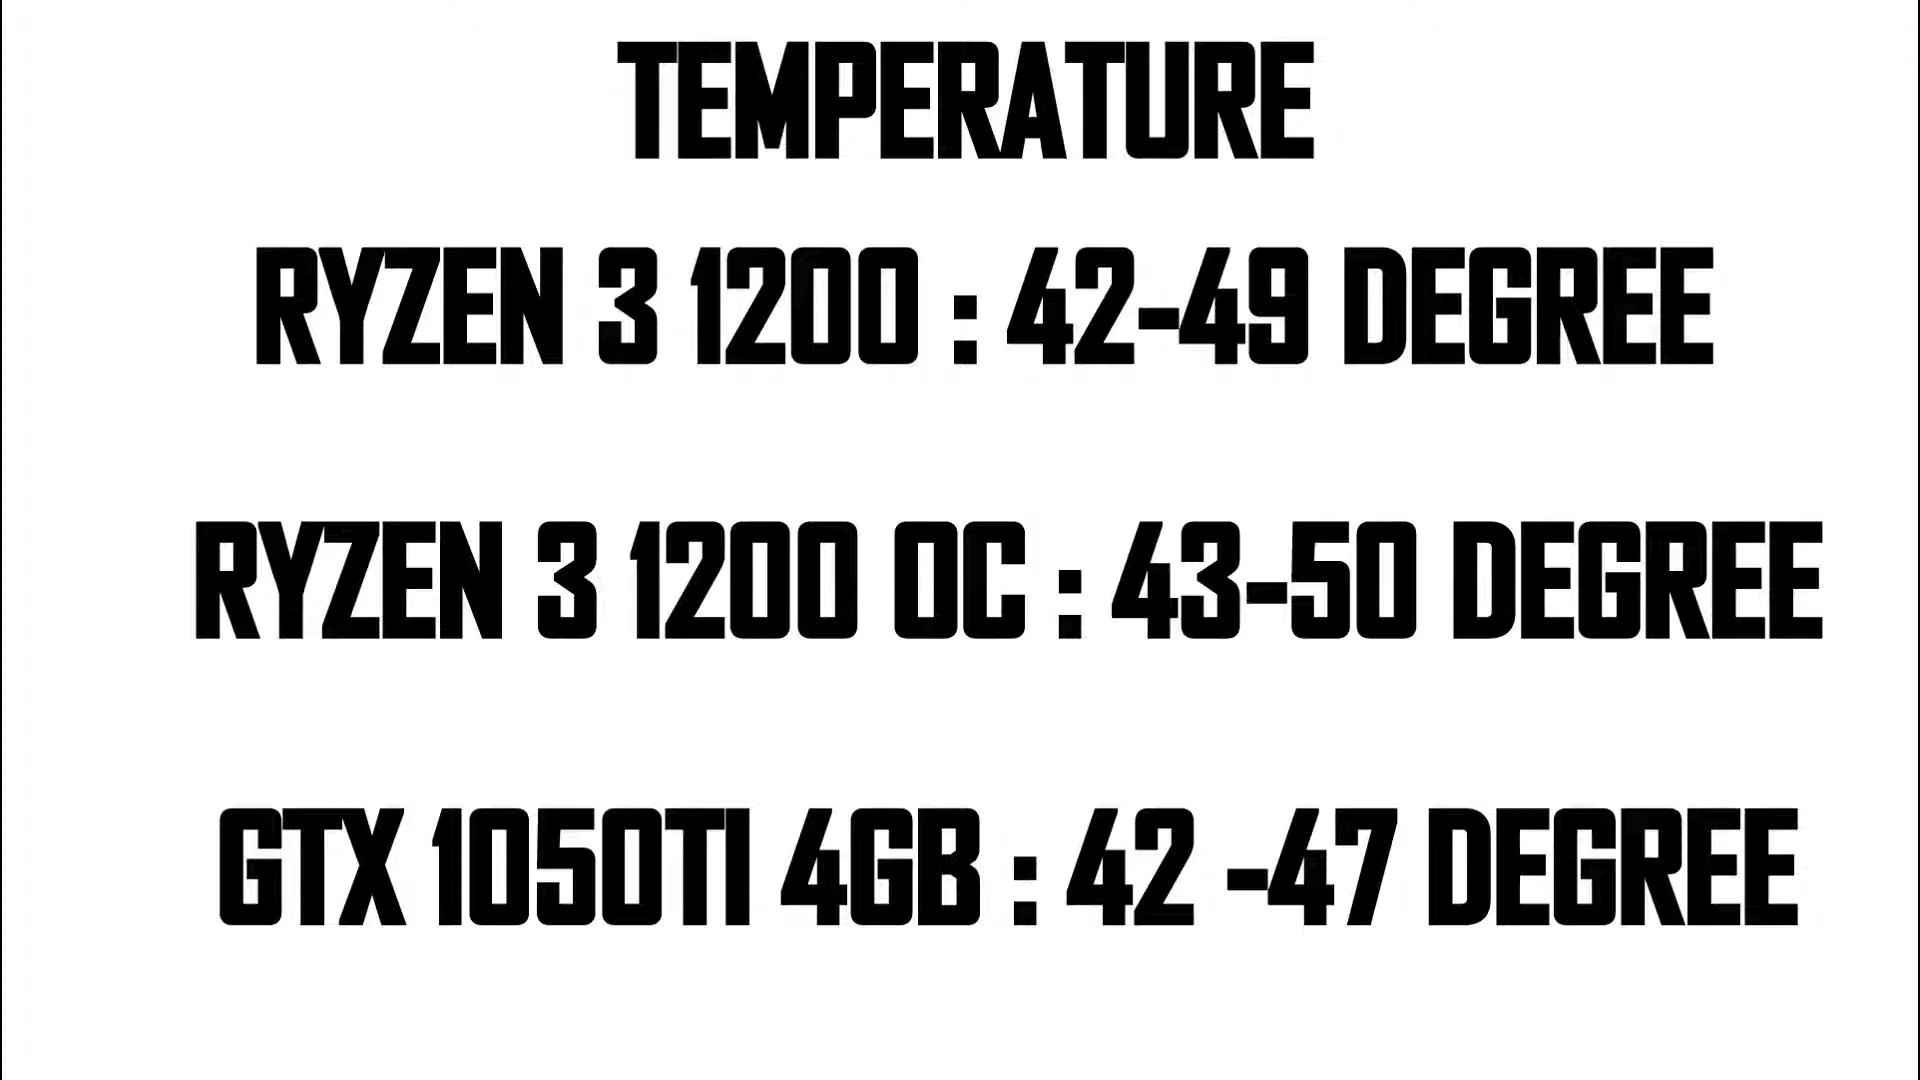 TEMPERATURE
RYZEN 3 1200 : 42-49 DEGREE
RYZEN 3 1200 OC : 43-50 DEGREE
GTX 1050TI 4GB : 42 -47 DEGREE